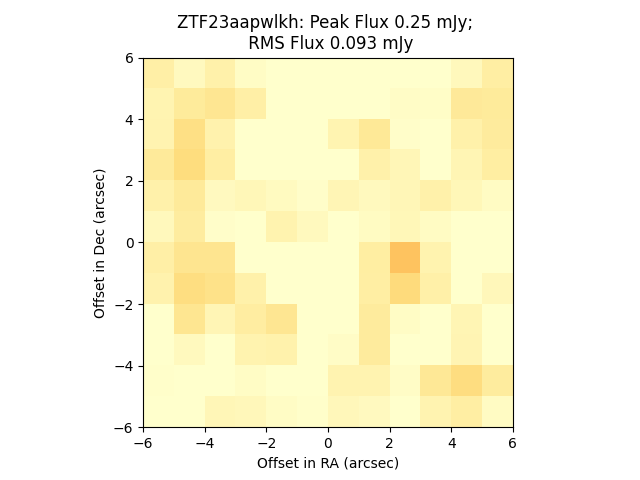 ZTF23aapwlkh: Peak Flux 0.25 mJy;
RMS Flux 0.093 mJy
6
4
2
0
−2
−4
−6
Offset in Dec (arcsec)
−6 −4 −2 0 2 4 6
Offset in RA (arcsec)